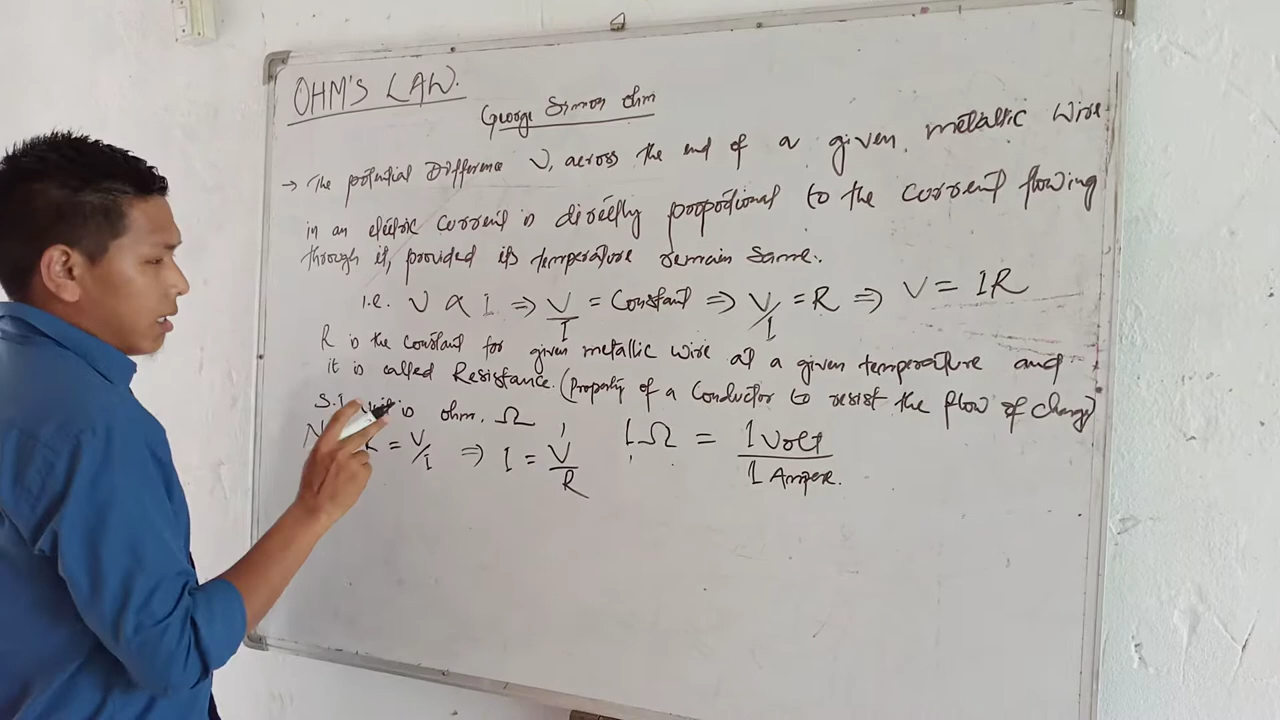 OHM'S LAW.
George Simon Ohm
→ The potential Difference V, across the end of a given metallic wire
in an electric current is directly propotional to the current flowing
through it, provided its temperature remain same.
i.e. V ∝ I ⇒ V/I = Constant ⇒ V/I = R ⇒ V = IR
R is the constant for given metallic wire at a given temperature and
it is called Resistance. (Property of a Conductor to resist the flow of charge)
S.I is ohm, Ω
= V/I ⇒ I = V/R , 1Ω = 1 Volt / 1 Amper.